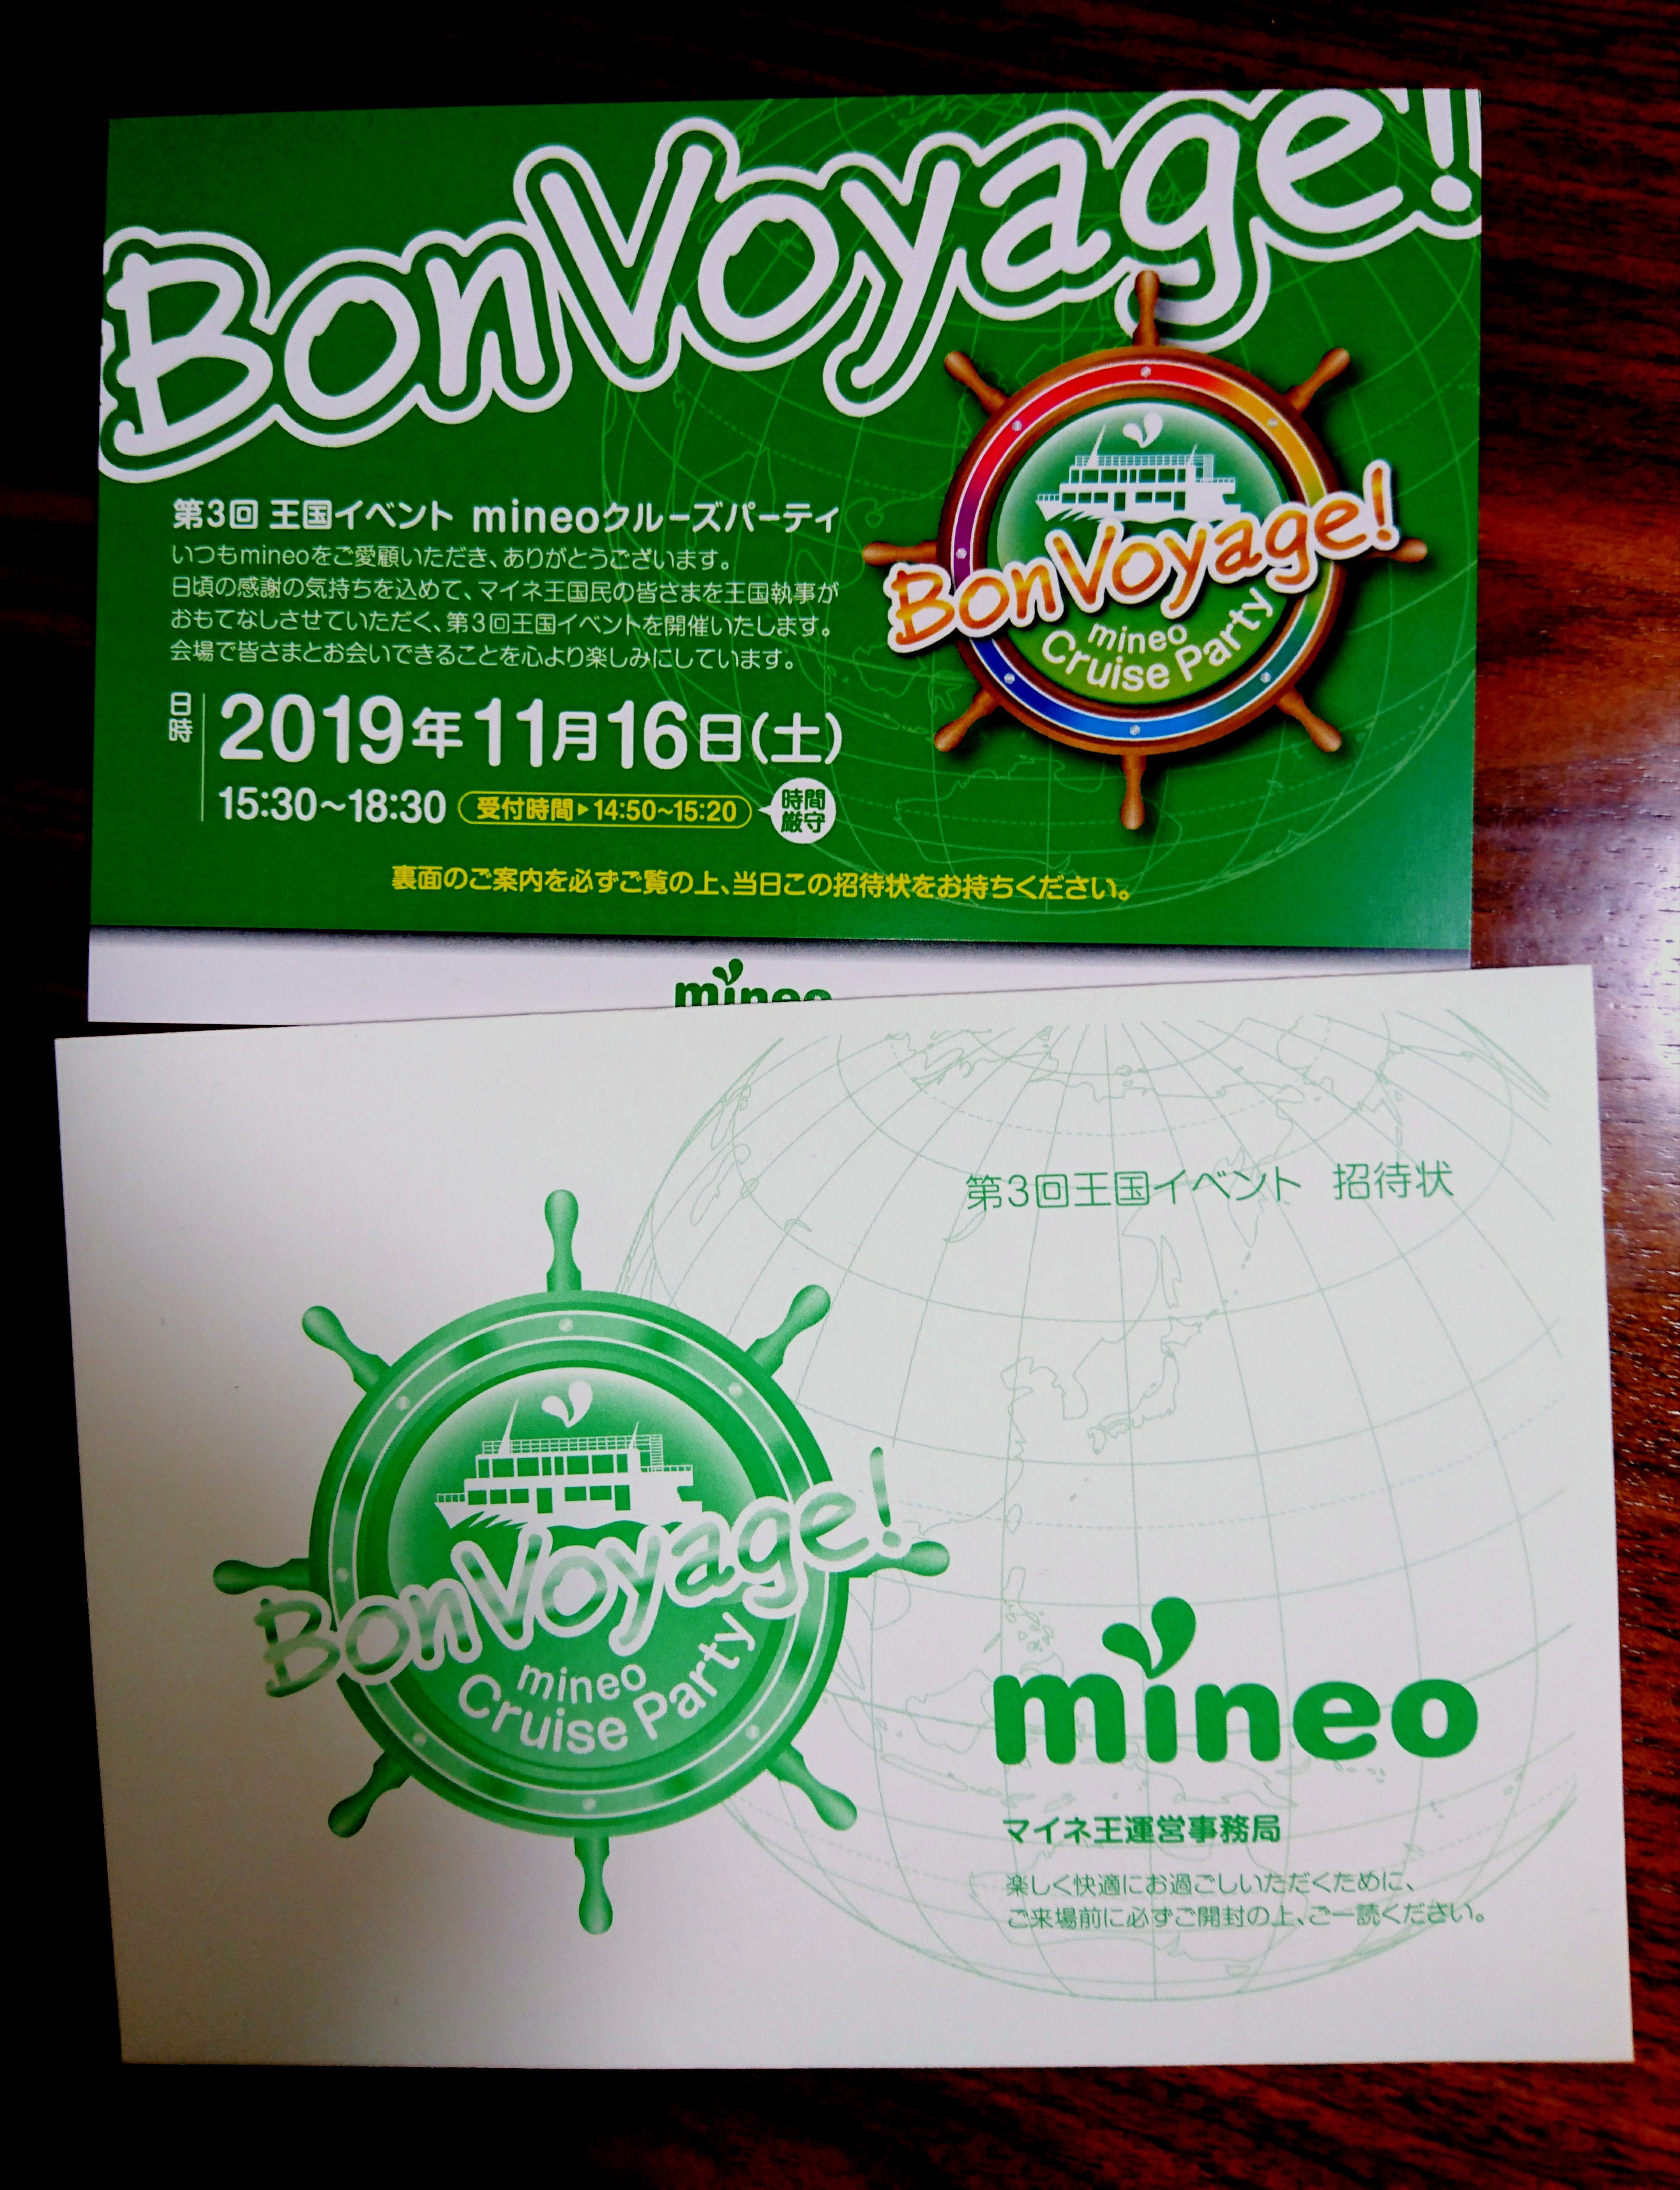 BonVoyage!
第3回 王国イベント mineoクルーズパーティ
いつもmineoをご愛顧いただき、ありがとうございます。
日頃の感謝の気持ちを込めて、マイネ王国民の皆さまを王国執事が
おもてなしさせていただく、第3回王国イベントを開催いたします。
会場で皆さまとお会いできることを心より楽しみにしています。
日時
2019年11月16日(土)
15:30~18:30 受付時間▶14:50~15:20 時間厳守
裏面のご案内を必ずご覧の上、当日この招待状をお持ちください。
BonVoyage!
mineo
Cruise Party
mineo
第3回王国イベント 招待状
BonVoyage!
mineo
Cruise Party
mineo
マイネ王運営事務局
楽しく快適にお過ごしいただくために、
ご来場前に必ずご開封の上、ご一読ください。